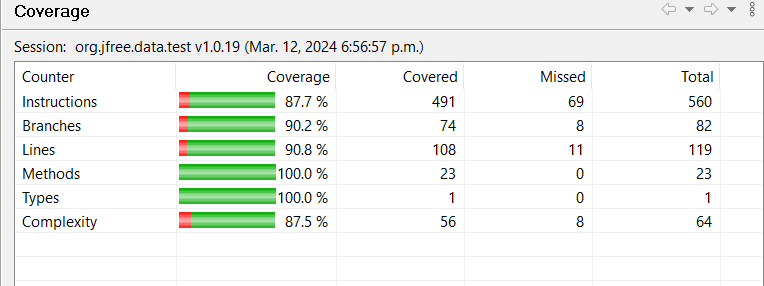 Coverage
Session: org.jfree.data.test v1.0.19 (Mar. 12, 2024 6:56:57 p.m.)
Counter Coverage Covered Missed Total
Instructions 87.7 % 491 69 560
Branches 90.2 % 74 8 82
Lines 90.8 % 108 11 119
Methods 100.0 % 23 0 23
Types 100.0 % 1 0 1
Complexity 87.5 % 56 8 64